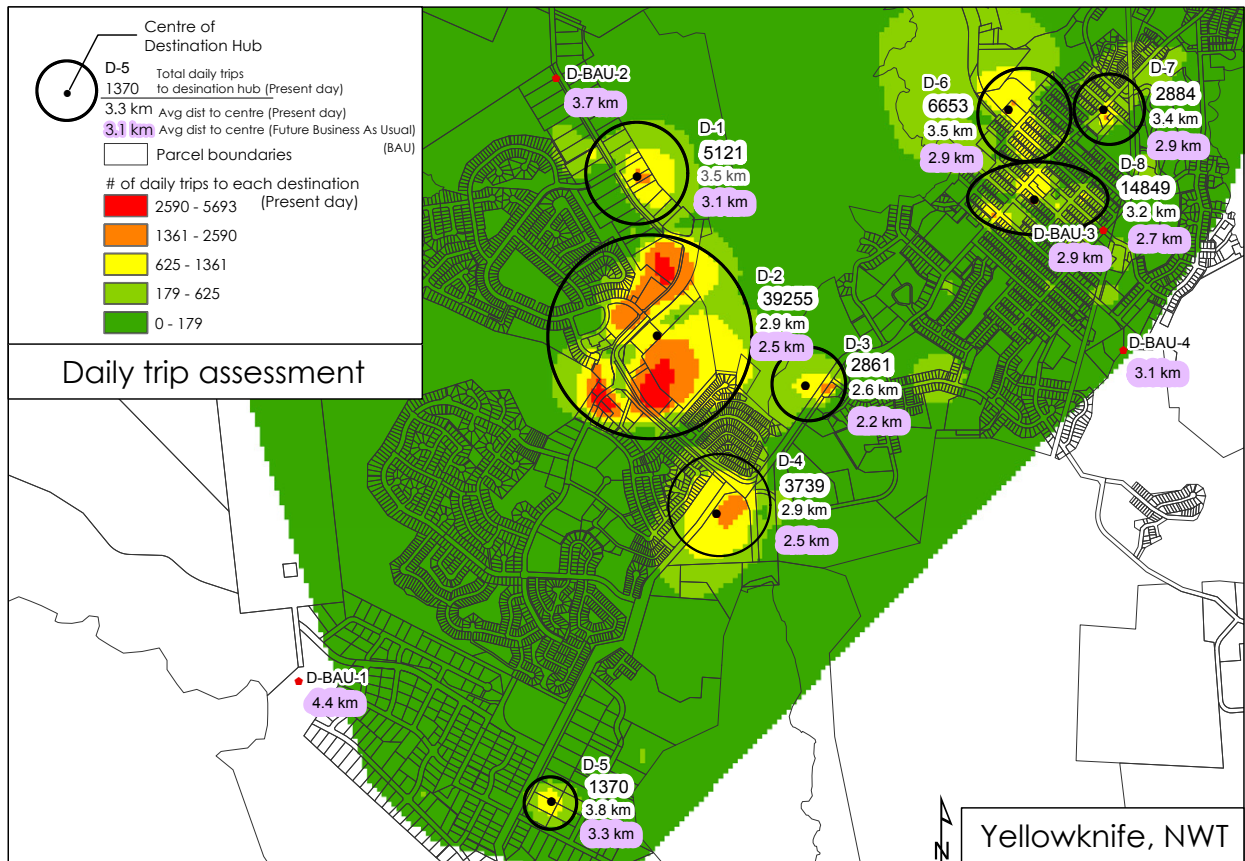 Centre of
Destination Hub
D-5
1370
Total daily trips
to desination hub (Present day)
3.3 km
Avg dist to centre (Present day)
3.1 km
Avg dist to centre (Future Business As Usual)
(BAU)
Parcel boundaries
# of daily trips to each destination
(Present day)
2590 - 5693
1361 - 2590
625 - 1361
179 - 625
0 - 179
Daily trip assessment
D-BAU-2
3.7 km
D-1
5121
3.5 km
3.1 km
D-6
6653
3.5 km
2.9 km
D-7
2884
3.4 km
2.9 km
D-8
14849
3.2 km
2.7 km
D-BAU-3
2.9 km
D-2
39255
2.9 km
2.5 km
D-3
2861
2.6 km
2.2 km
D-BAU-4
3.1 km
D-4
3739
2.9 km
2.5 km
D-BAU-1
4.4 km
D-5
1370
3.8 km
3.3 km
N
Yellowknife, NWT